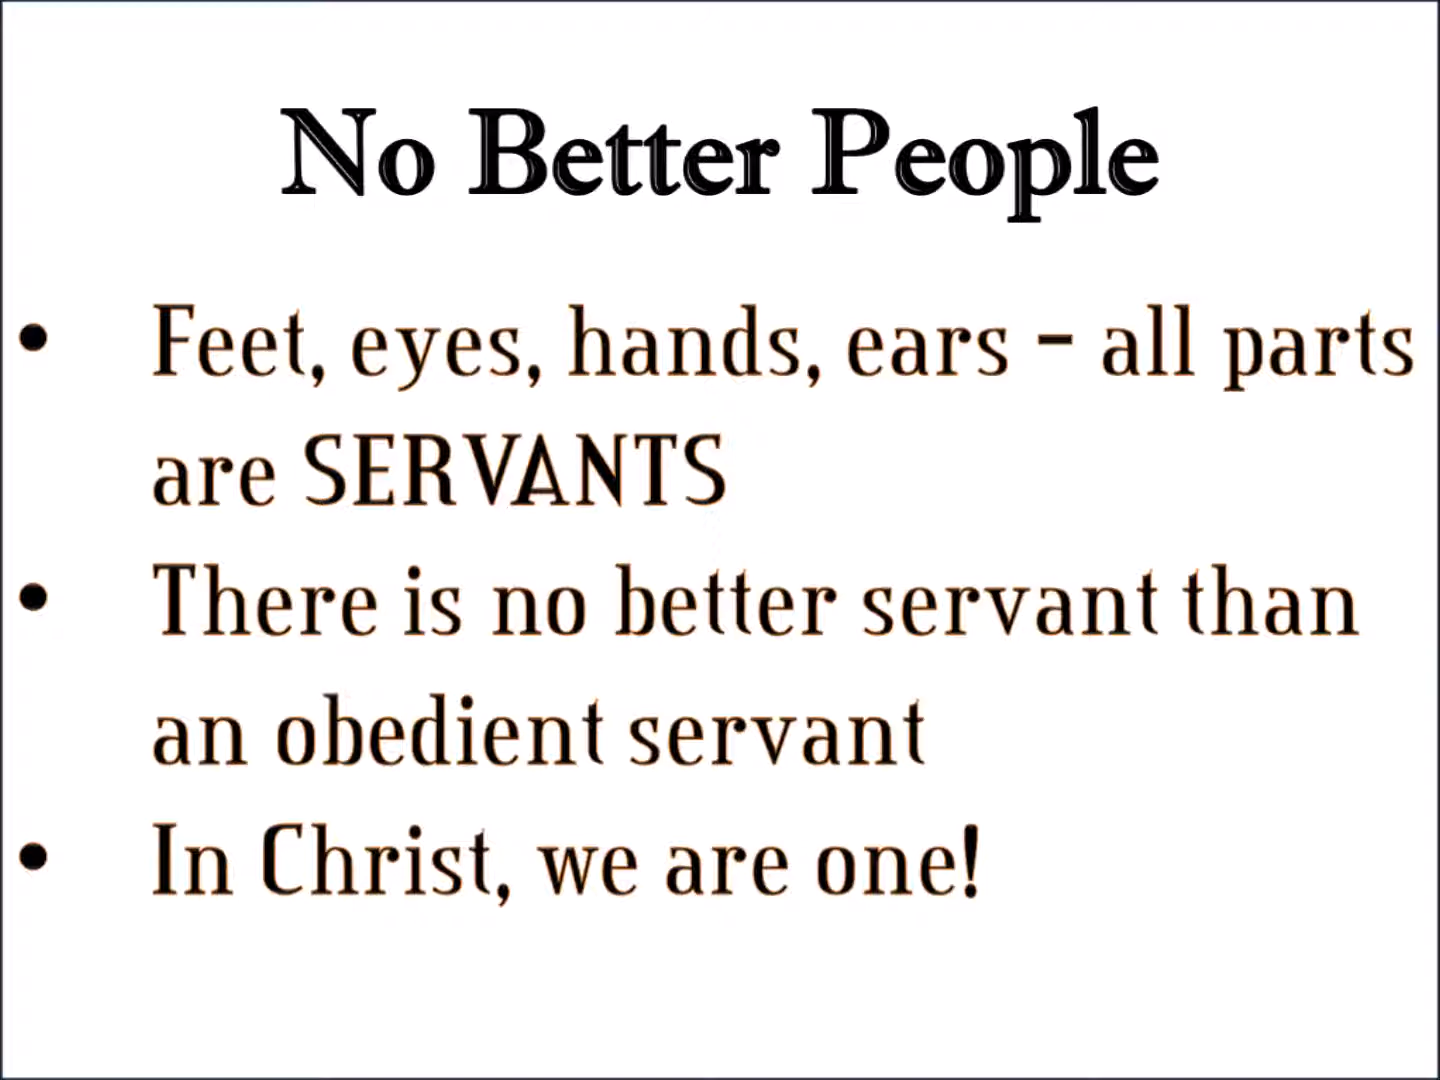 No Better People
• Feet, eyes, hands, ears - all parts
are SERVANTS
• There is no better servant than
an obedient servant
• In Christ, we are one!